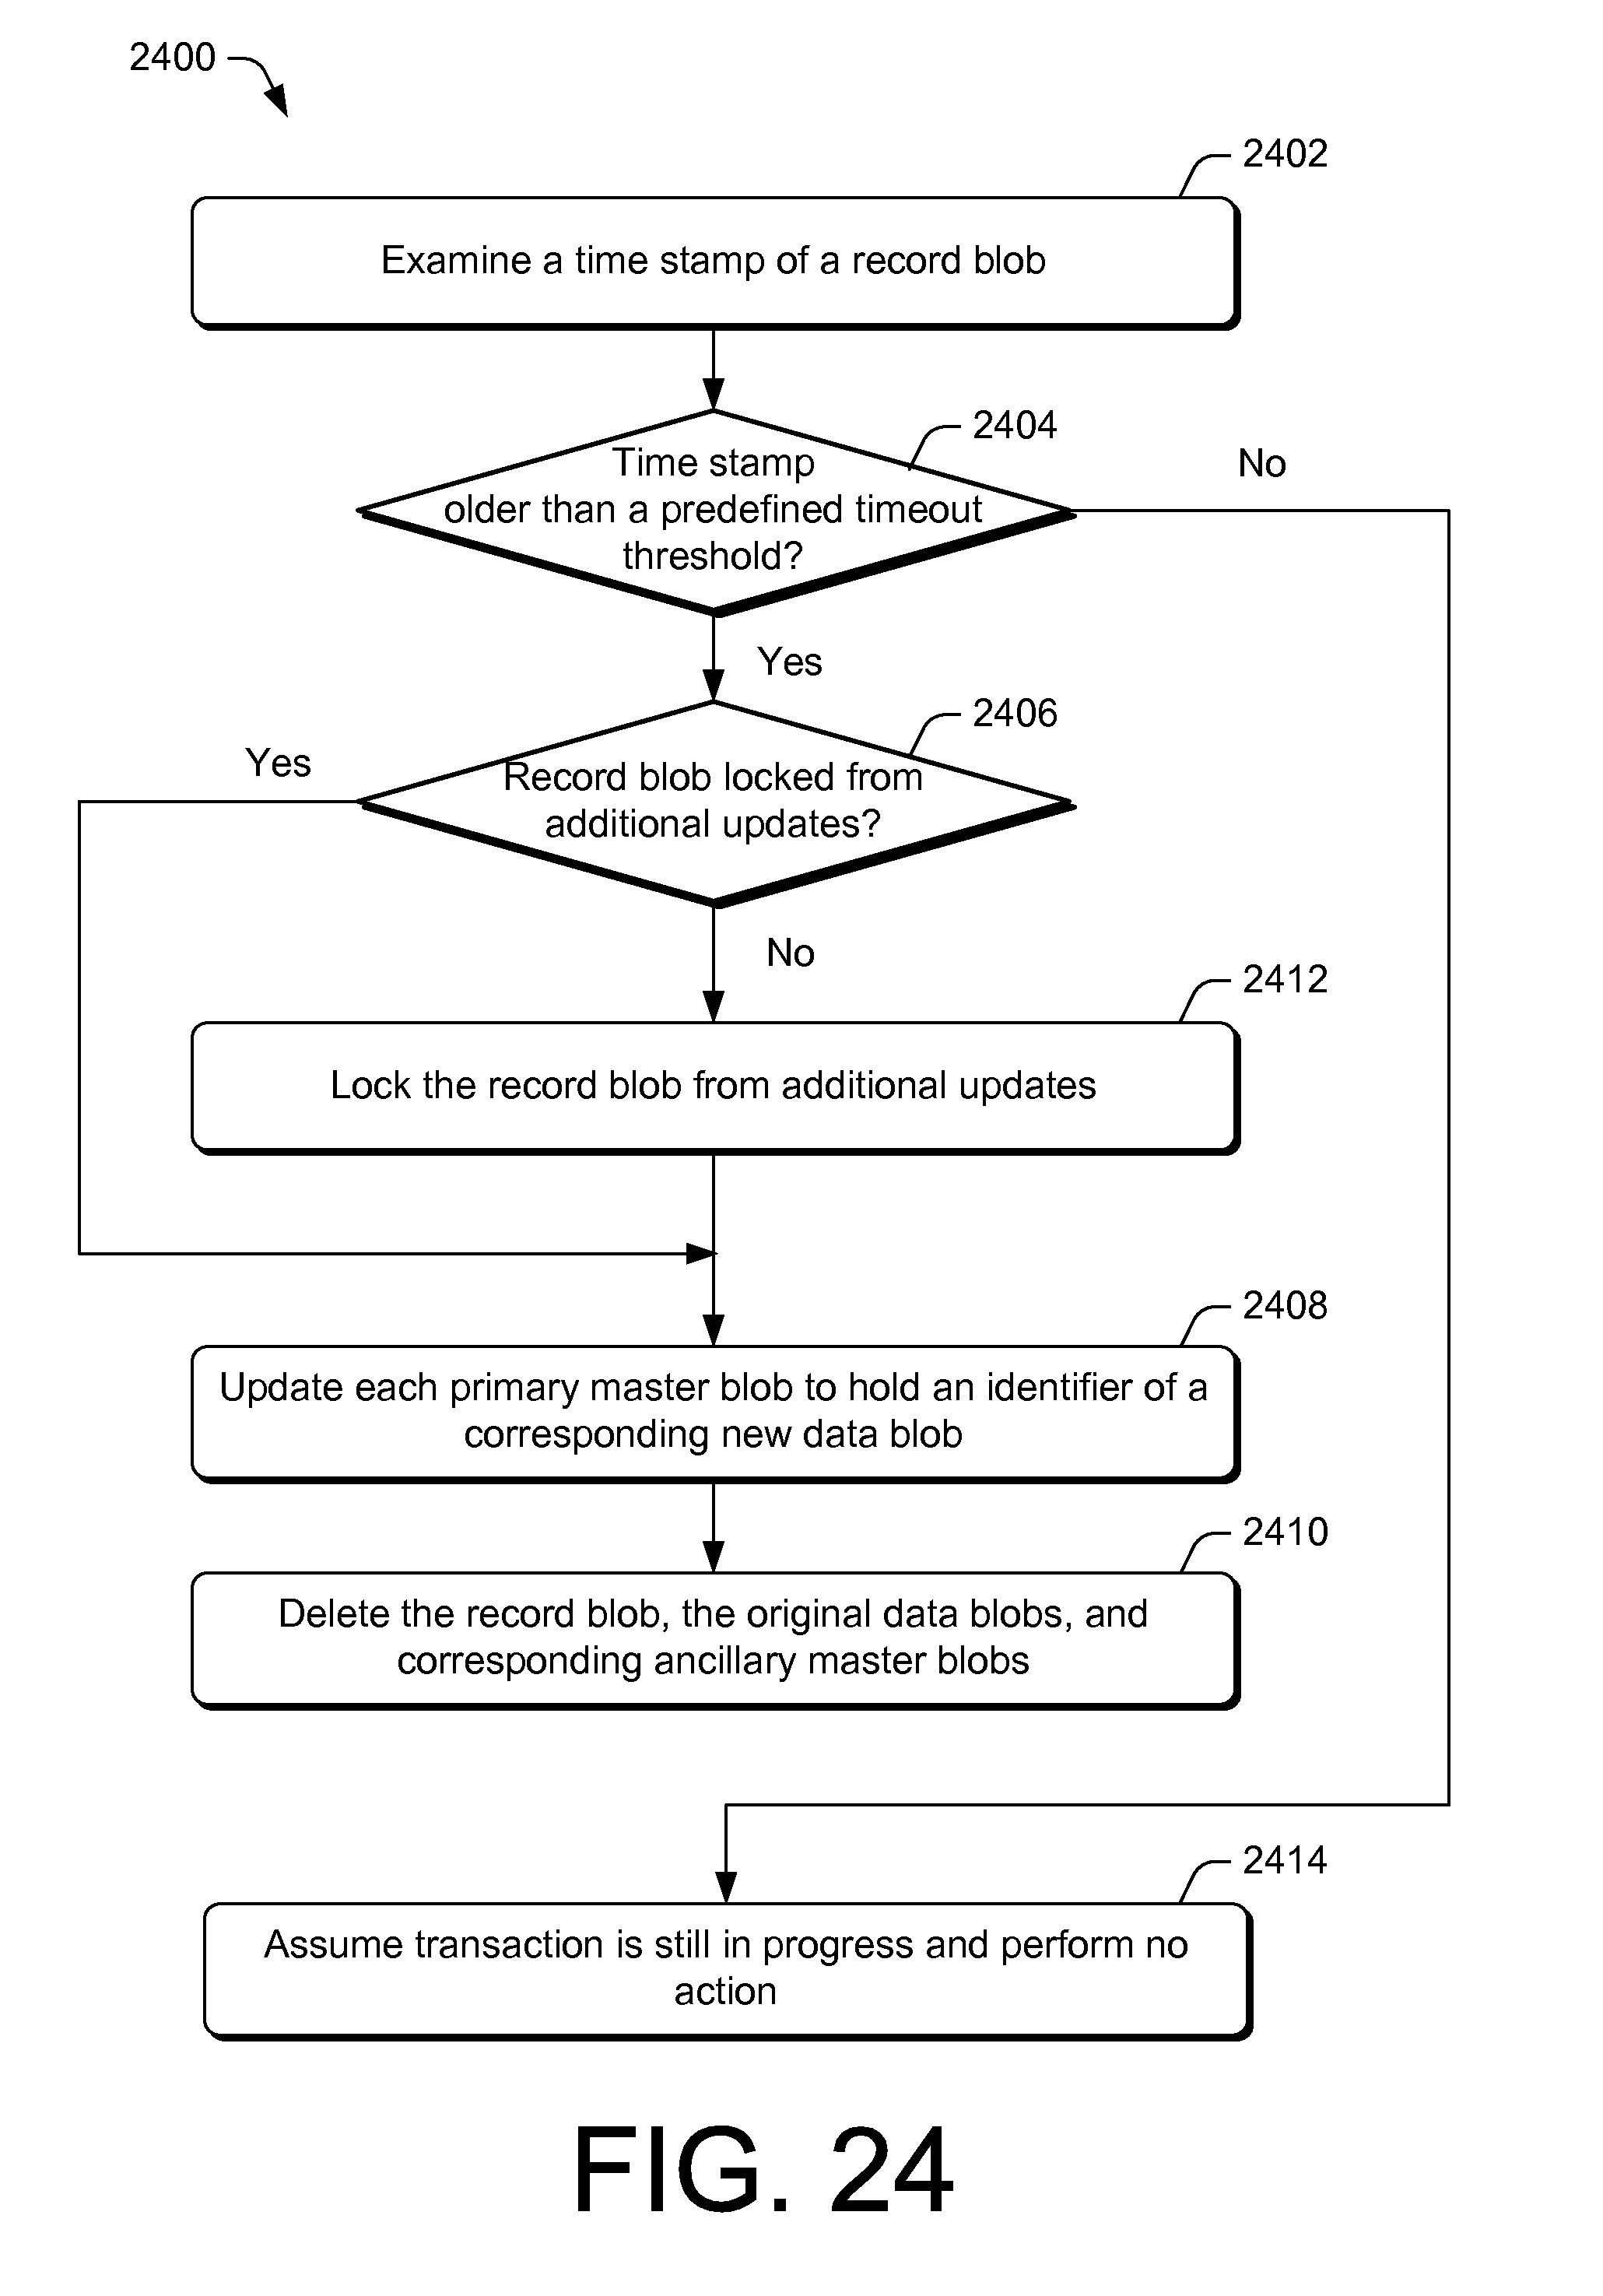 2400
2402
Examine a time stamp of a record blob
2404
Time stamp
older than a predefined timeout
threshold?
No
Yes
2406
Yes
Record blob locked from
additional updates?
No
2412
Lock the record blob from additional updates
2408
Update each primary master blob to hold an identifier of a
corresponding new data blob
2410
Delete the record blob, the original data blobs, and
corresponding ancillary master blobs
2414
Assume transaction is still in progress and perform no
action
FIG. 24